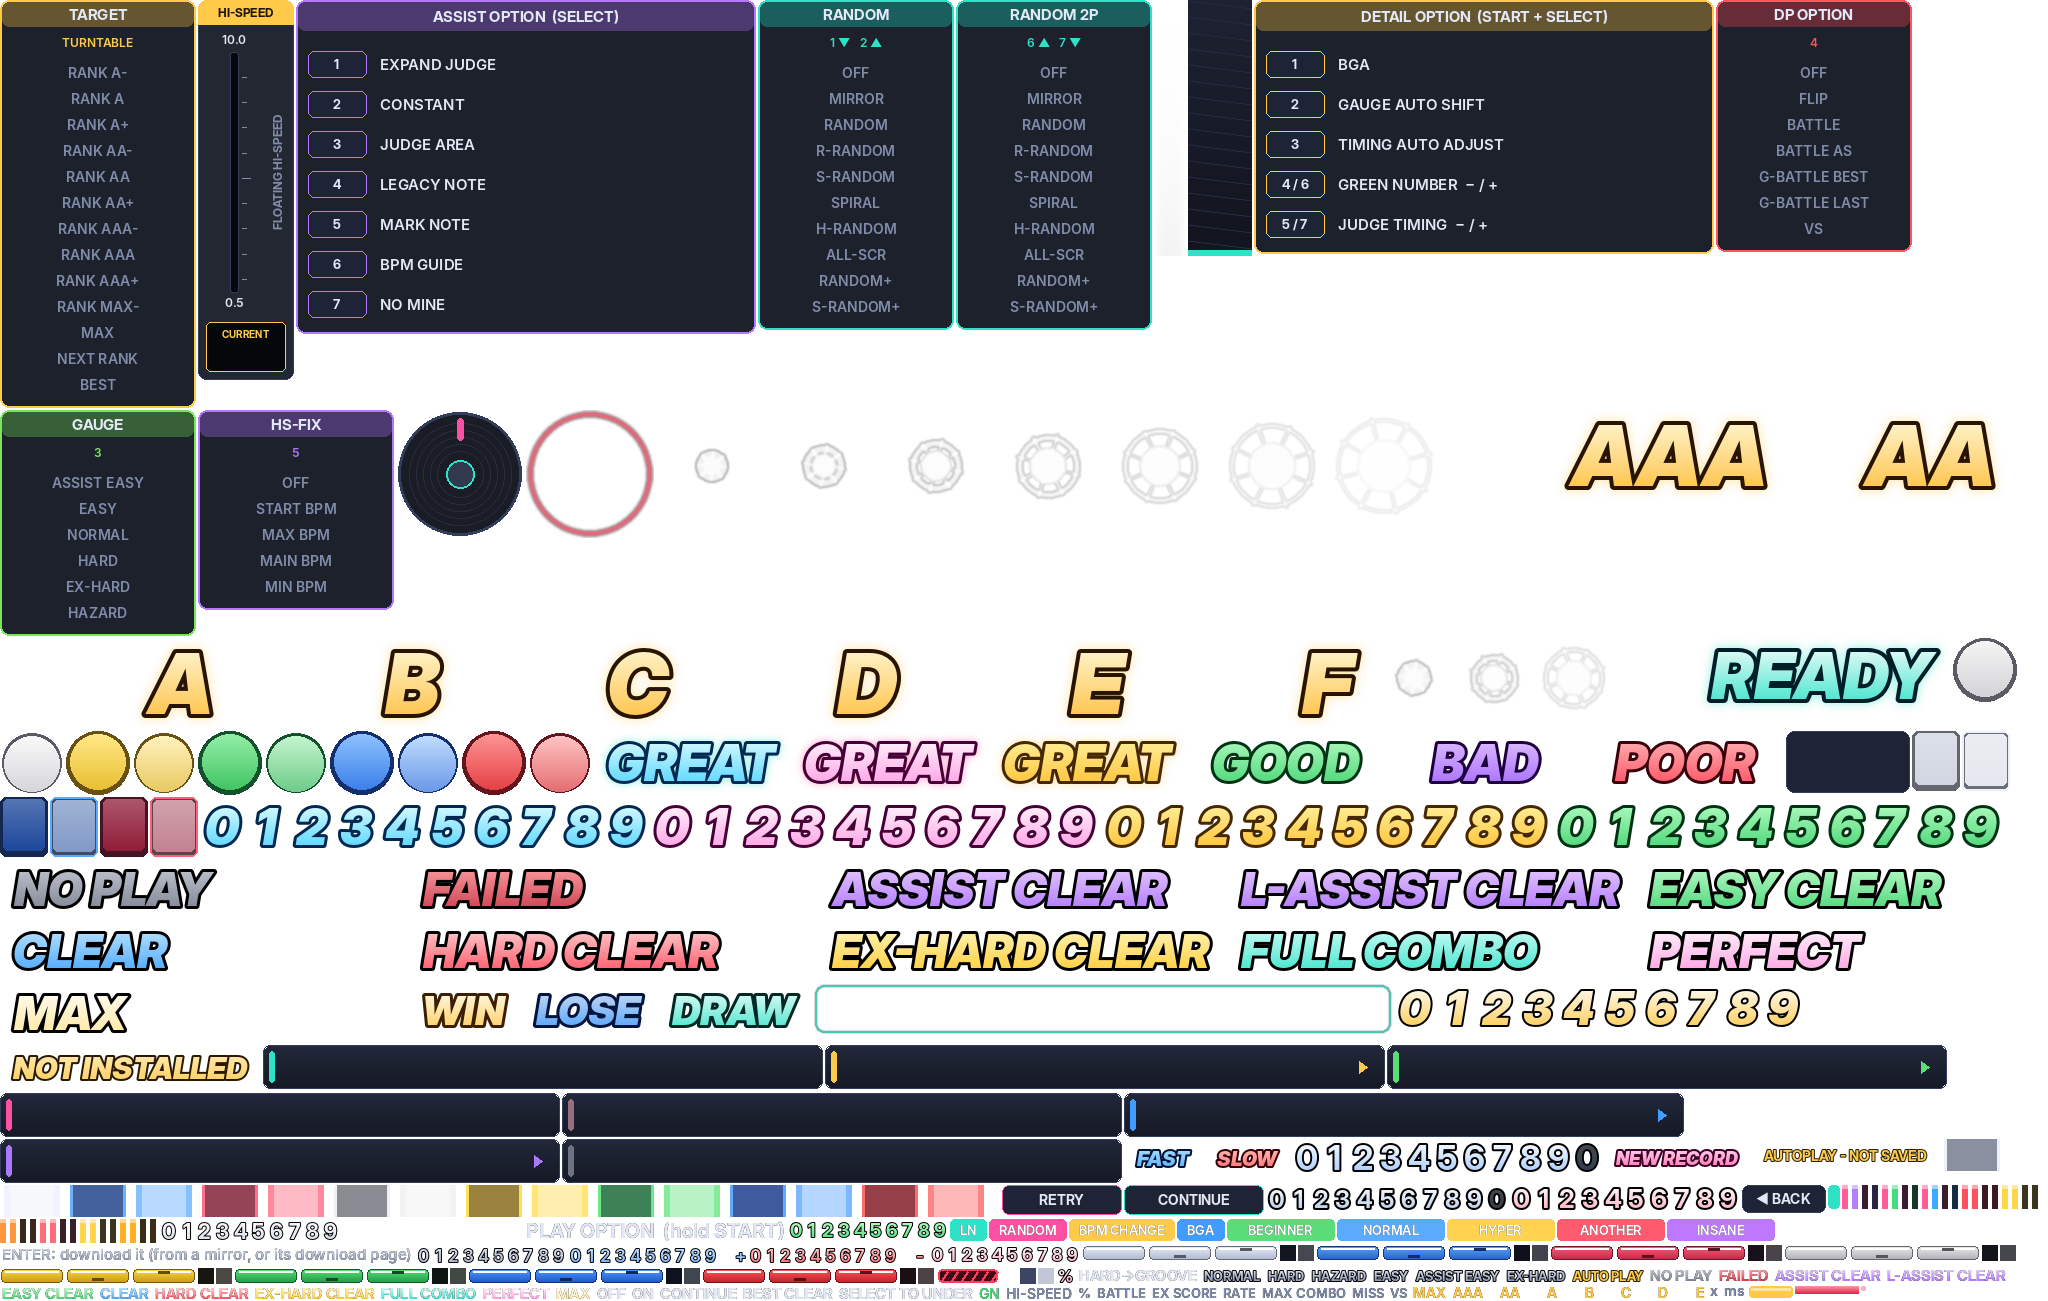 TARGET
TURNTABLE
RANK A-
RANK A
RANK A+
RANK AA-
RANK AA
RANK AA+
RANK AAA-
RANK AAA
RANK AAA+
RANK MAX-
MAX
NEXT RANK
BEST
HI-SPEED
10.0
FLOATING HI-SPEED
0.5
CURRENT
ASSIST OPTION (SELECT)
1 EXPAND JUDGE
2 CONSTANT
3 JUDGE AREA
4 LEGACY NOTE
5 MARK NOTE
6 BPM GUIDE
7 NO MINE
RANDOM
1▼ 2▲
OFF
MIRROR
RANDOM
R-RANDOM
S-RANDOM
SPIRAL
H-RANDOM
ALL-SCR
RANDOM+
S-RANDOM+
RANDOM 2P
6▲ 7▼
OFF
MIRROR
RANDOM
R-RANDOM
S-RANDOM
SPIRAL
H-RANDOM
ALL-SCR
RANDOM+
S-RANDOM+
DETAIL OPTION (START + SELECT)
1 BGA
2 GAUGE AUTO SHIFT
3 TIMING AUTO ADJUST
4/6 GREEN NUMBER − / +
5/7 JUDGE TIMING − / +
DP OPTION
4
OFF
FLIP
BATTLE
BATTLE AS
G-BATTLE BEST
G-BATTLE LAST
VS
GAUGE
3
ASSIST EASY
EASY
NORMAL
HARD
EX-HARD
HAZARD
HS-FIX
5
OFF
START BPM
MAX BPM
MAIN BPM
MIN BPM
AAA AA
A B C D E F READY
GREAT GREAT GREAT GOOD BAD POOR
0123456789 0123456789 0123456789 0123456789
NO PLAY FAILED ASSIST CLEAR L-ASSIST CLEAR EASY CLEAR
CLEAR HARD CLEAR EX-HARD CLEAR FULL COMBO PERFECT
MAX WIN LOSE DRAW 0123456789
NOT INSTALLED
FAST SLOW 01234567890 NEW RECORD AUTOPLAY - NOT SAVED
RETRY CONTINUE 01234567890 0123456789 ◀ BACK
0123456789 PLAY OPTION (hold START) 0123456789 LN RANDOM BPM CHANGE BGA BEGINNER NORMAL HYPER ANOTHER INSANE
ENTER: download it (from a mirror, or its download page) 0123456789 0123456789 +0123456789 -0123456789
% HARD→GROOVE NORMAL HARD HAZARD EASY ASSIST EASY EX-HARD AUTOPLAY NO PLAY FAILED ASSIST CLEAR L-ASSIST CLEAR
EASY CLEAR CLEAR HARD CLEAR EX-HARD CLEAR FULL COMBO PERFECT MAX OFF ON CONTINUE BEST CLEAR SELECT TO UNDER GN HI-SPEED % BATTLE EX SCORE RATE MAX COMBO MISS VS MAX AAA AA A B C D E x ms